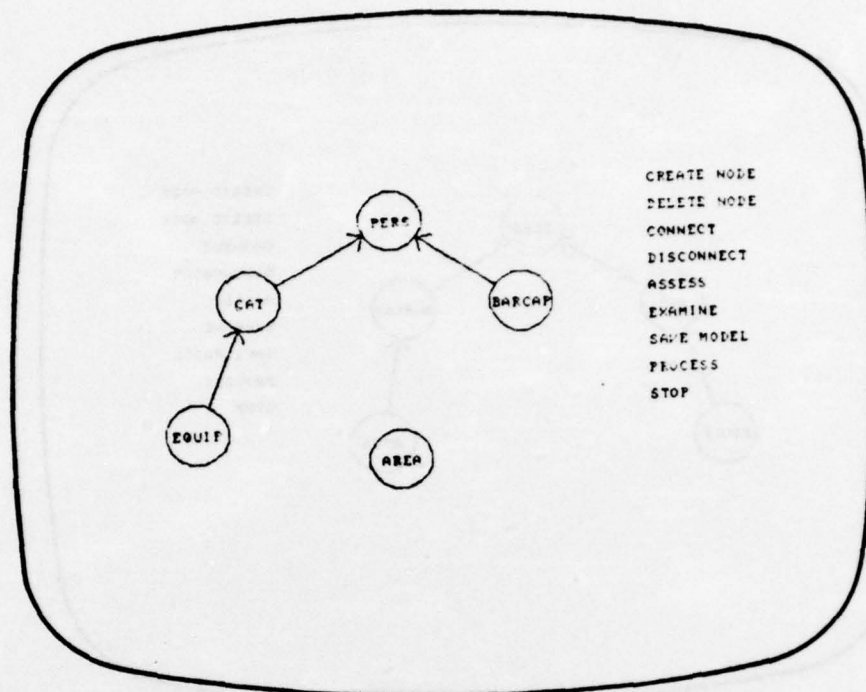 PERS
CAT
BARCAP
EQUIP
AREA
CREATE NODE
DELETE NODE
CONNECT
DISCONNECT
ASSESS
EXAMINE
SAVE MODEL
PROCESS
STOP